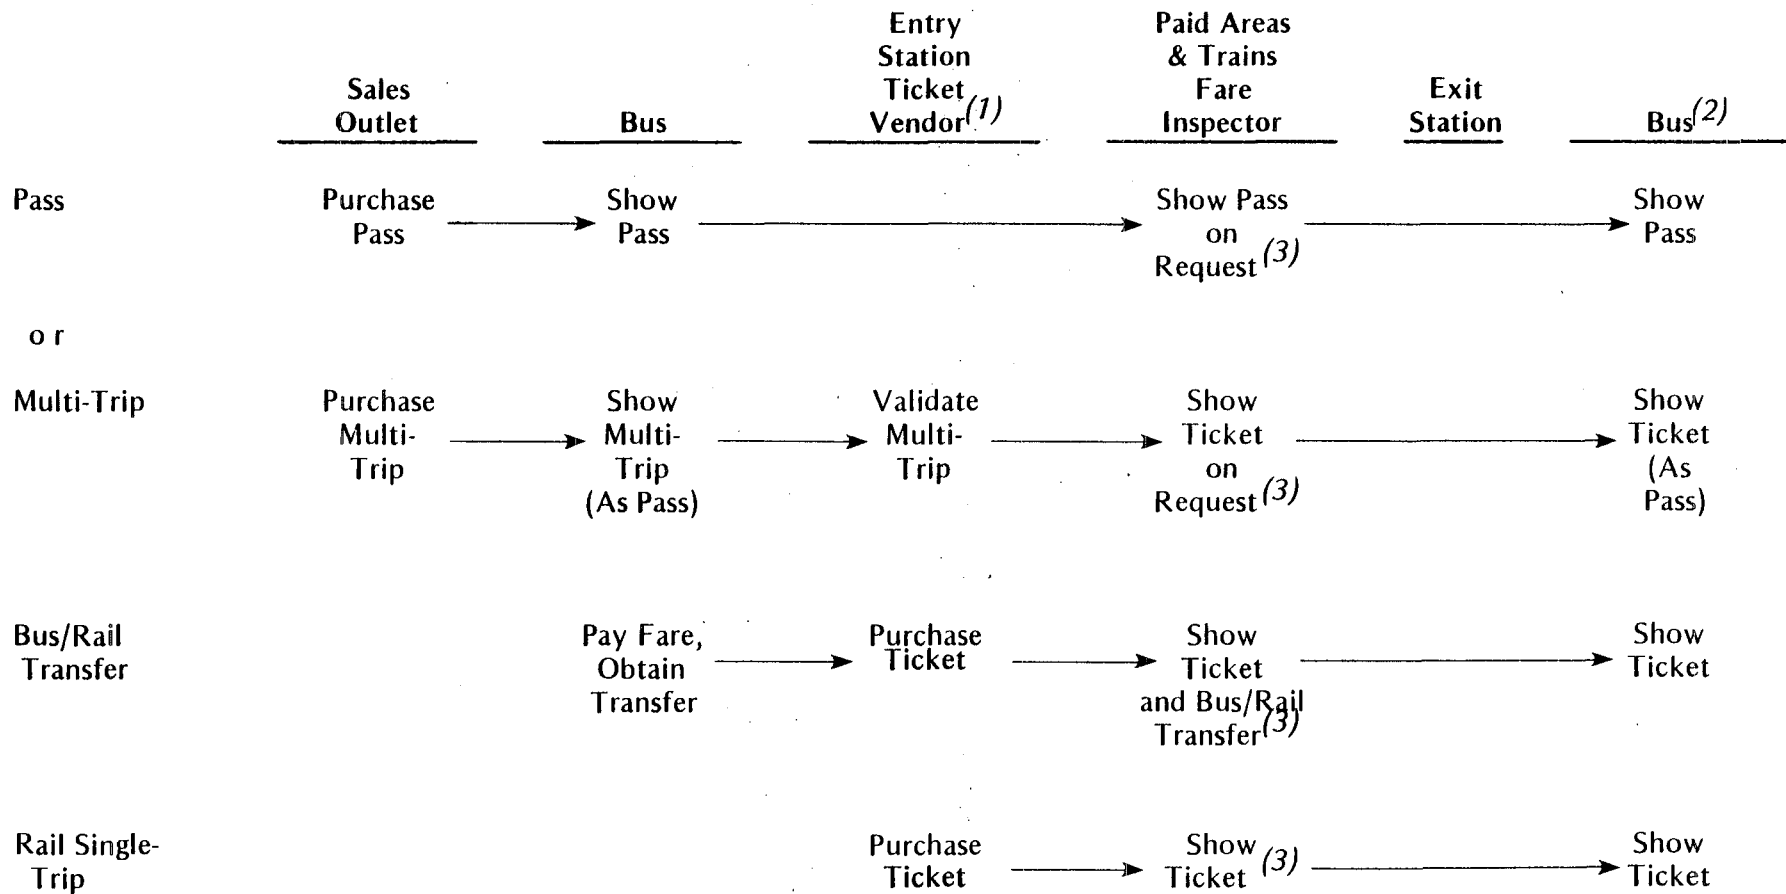 Entry Station Ticket Vendor(1)
Paid Areas & Trains Fare Inspector
Sales Outlet
Bus
Exit Station
Bus(2)
Pass
Purchase Pass
Show Pass
Show Pass on Request(3)
Show Pass
or
Multi-Trip
Purchase Multi-Trip
Show Multi-Trip (As Pass)
Validate Multi-Trip
Show Ticket on Request(3)
Show Ticket (As Pass)
Bus/Rail Transfer
Pay Fare, Obtain Transfer
Purchase Ticket
Show Ticket and Bus/Rail Transfer(3)
Show Ticket
Rail Single-Trip
Purchase Ticket
Show Ticket (3)
Show Ticket